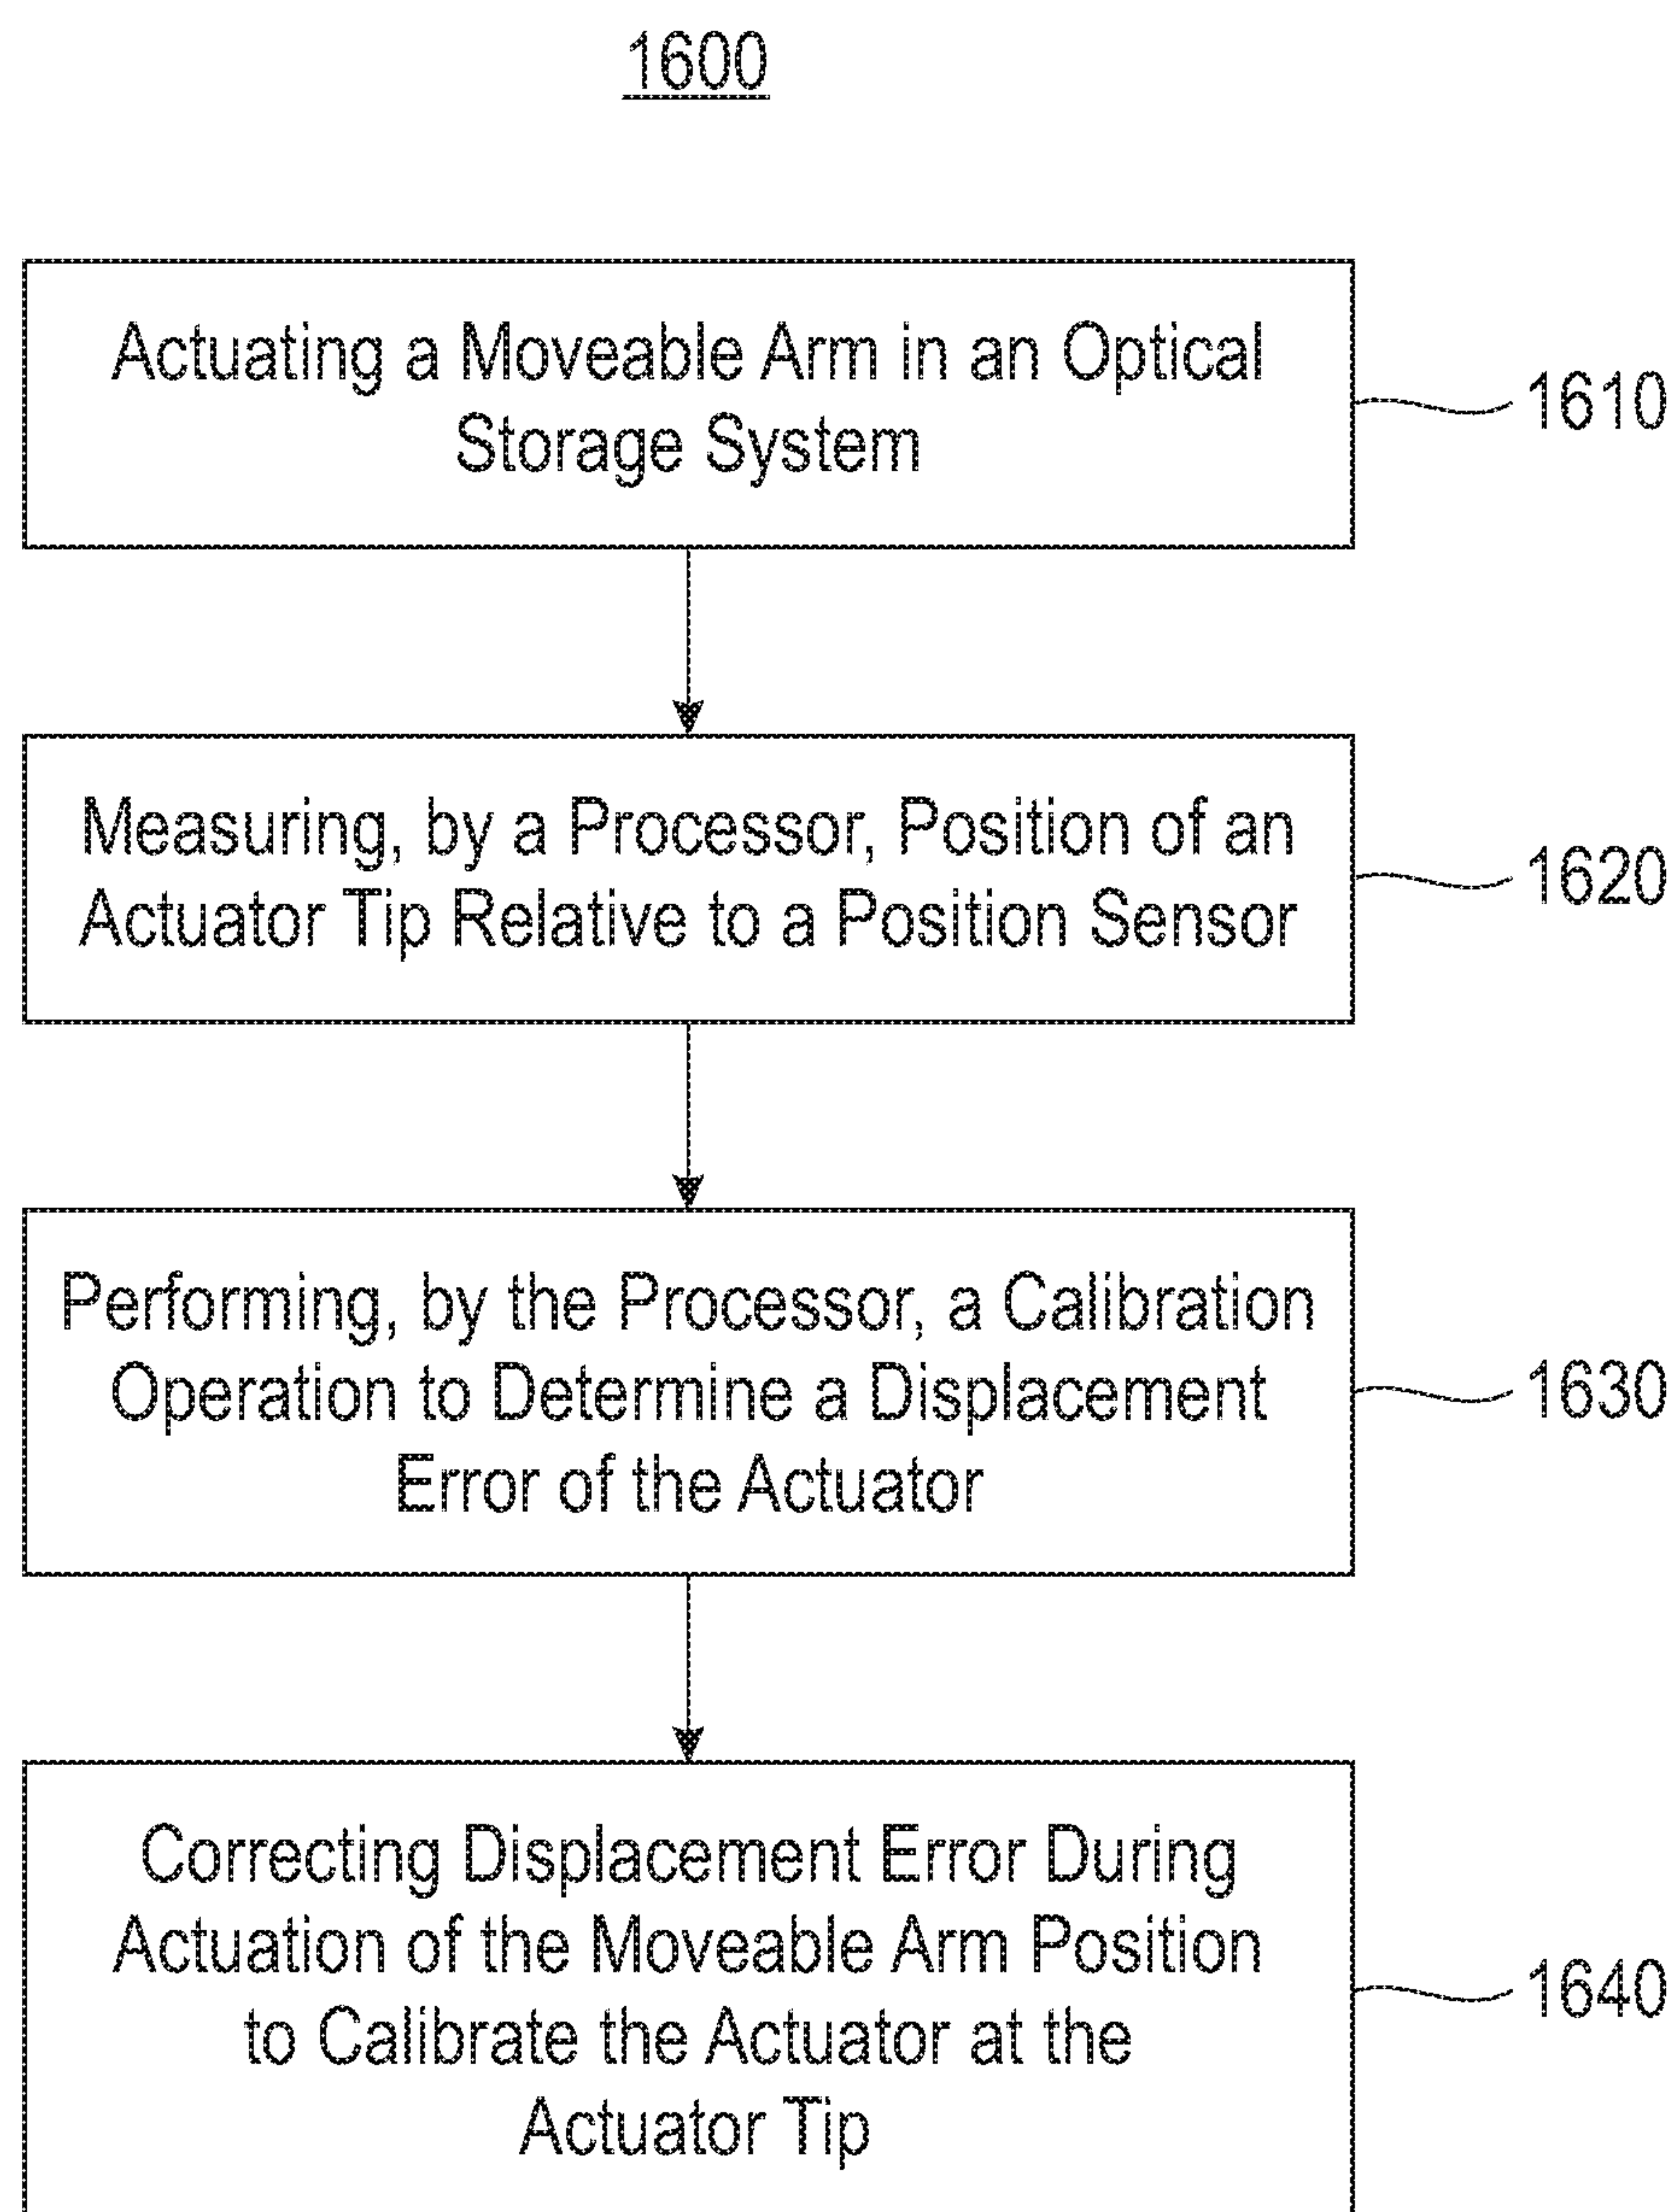 1600
Actuating a Moveable Arm in an Optical
Storage System
1610
Measuring, by a Processor, Position of an
Actuator Tip Relative to a Position Sensor
1620
Performing, by the Processor, a Calibration
Operation to Determine a Displacement
Error of the Actuator
1630
Correcting Displacement Error During
Actuation of the Moveable Arm Position
to Calibrate the Actuator at the
Actuator Tip
1640